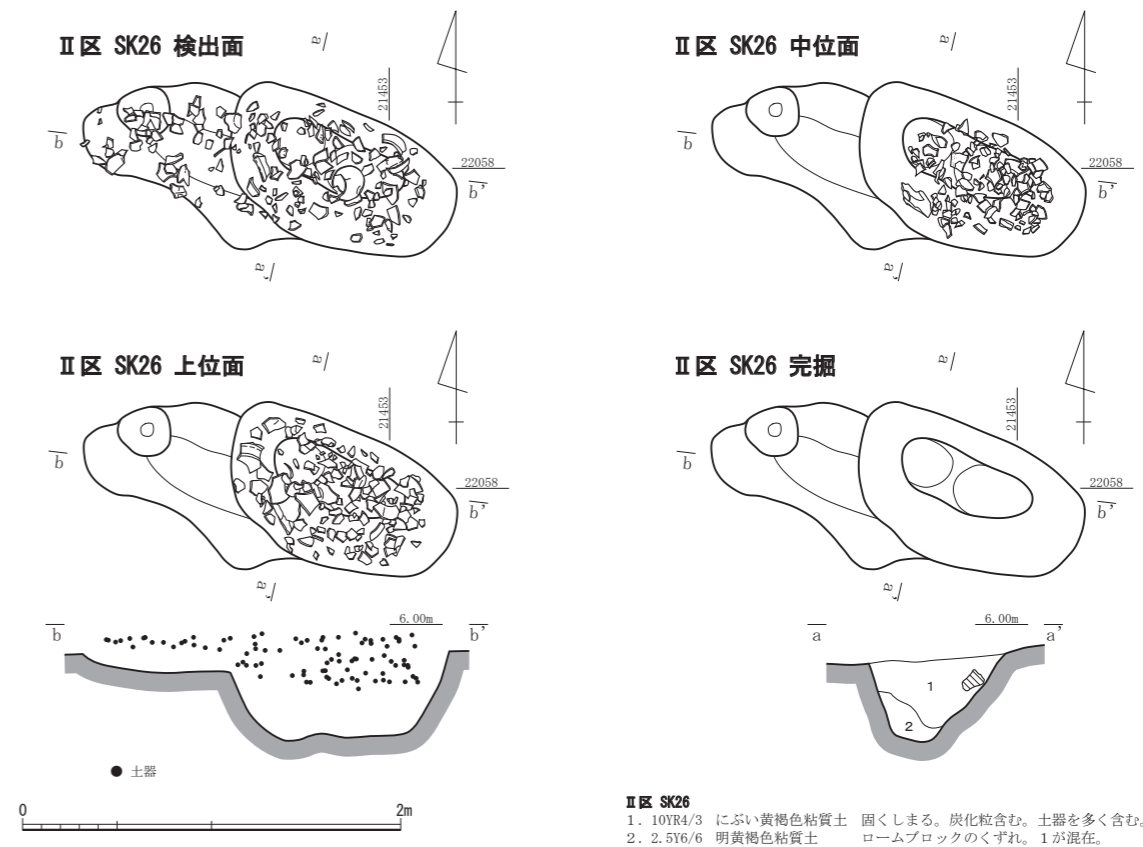 Ⅱ区 SK26 検出面
a
21453
b
22058
b'
a'
Ⅱ区 SK26 中位面
a
21453
b
22058
b'
a'
Ⅱ区 SK26 上位面
a
21453
b
22058
b'
a'
Ⅱ区 SK26 完掘
a
21453
b
22058
b'
a'
b
6.00m
b'
●土器
a
6.00m
a'
1
2
0
2m
Ⅱ区 SK26
1. 10YR4/3 にぶい黄褐色粘質土 固くしまる。炭化粒含む。土器を多く含む。
2. 2.5Y6/6 明黄褐色粘質土 ロームブロックのくずれ。1が混在。